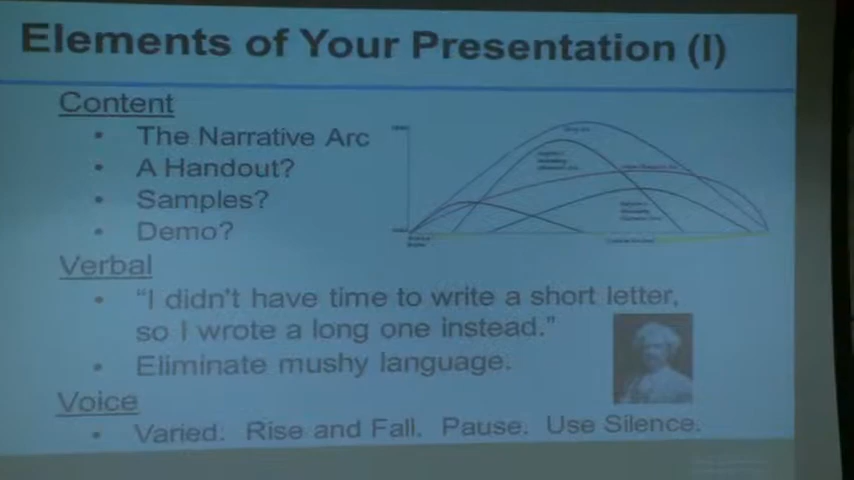 Elements of Your Presentation (I)
Content
• The Narrative Arc
• A Handout?
• Samples?
• Demo?
Verbal
• “I didn't have time to write a short letter,
so I wrote a long one instead.”
• Eliminate mushy language.
Voice
• Varied. Rise and Fall. Pause. Use Silence.